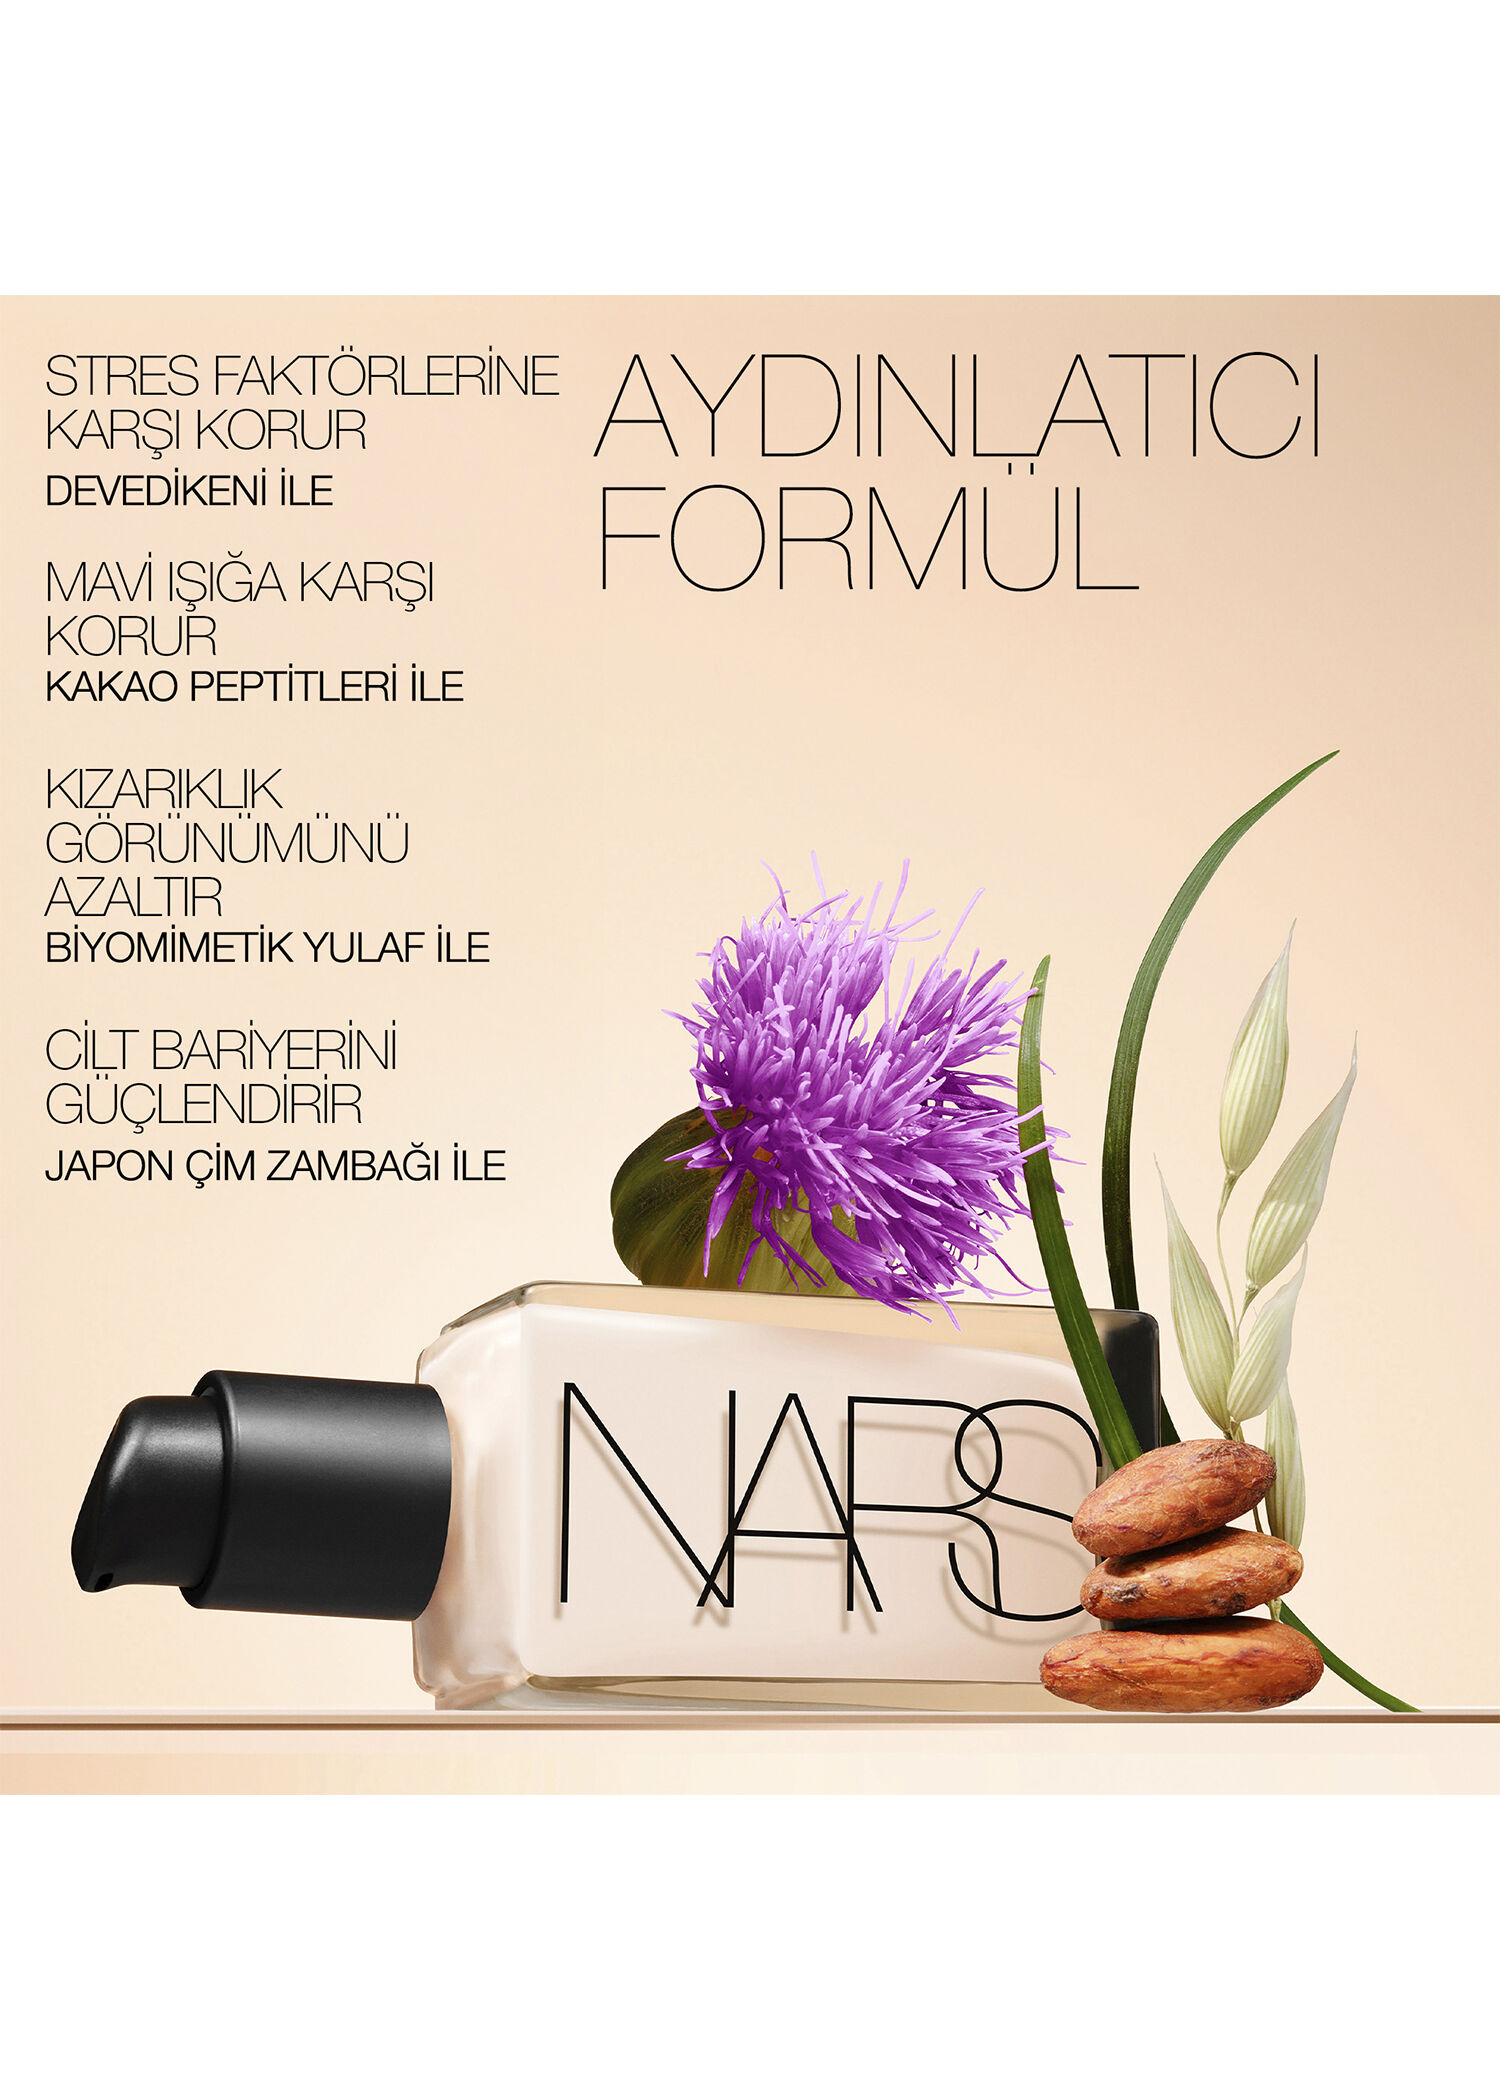 STRES FAKTÖRLERİNE
KARŞI KORUR
DEVEDİKENİ İLE
MAVİ IŞIĞA KARŞI
KORUR
KAKAO PEPTİTLERİ İLE
KIZARIKLIK
GÖRÜNÜMÜNÜ
AZALTIR
BİYOMİMETİK YULAF İLE
CİLT BARİYERİNİ
GÜÇLENDİRİR
JAPON ÇİM ZAMBAĞI İLE
AYDINLATICI
FORMÜL
NARS